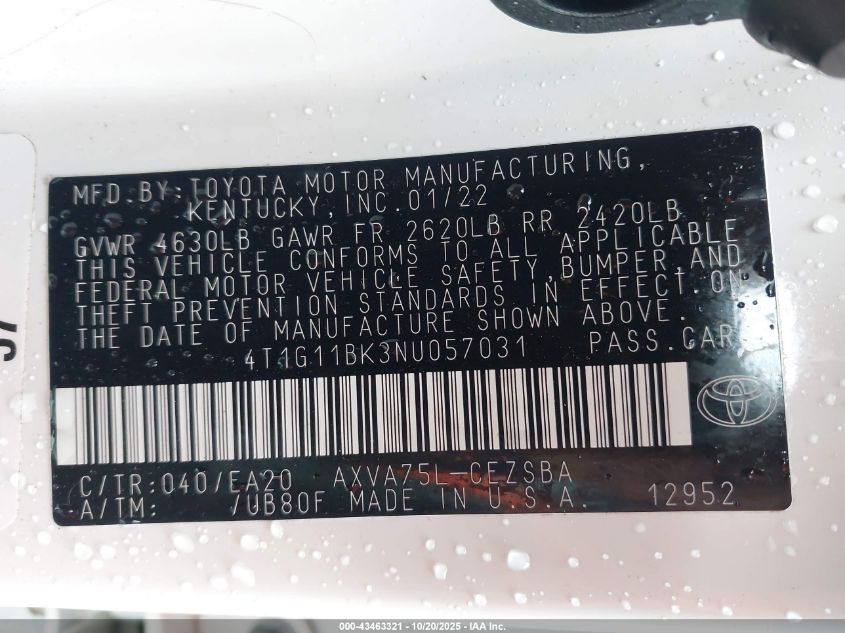 MFD. BY: TOYOTA MOTOR MANUFACTURING,
KENTUCKY, INC. 01/22
GVWR 4630LB GAWR FR 2620LB RR 2420LB
THIS VEHICLE CONFORMS TO ALL APPLICABLE
FEDERAL MOTOR VEHICLE SAFETY, BUMPER, AND
THEFT PREVENTION STANDARDS IN EFFECT ON
THE DATE OF MANUFACTURE SHOWN ABOVE.
4T1G11BK3NU057031 PASS. CAR
C/TR: 040/EA20 AXVA75L-CEZSBA
A/TM: /UB80F MADE IN U.S.A. 12952
000-43463321 | 10/20/2025 - IAA Inc.